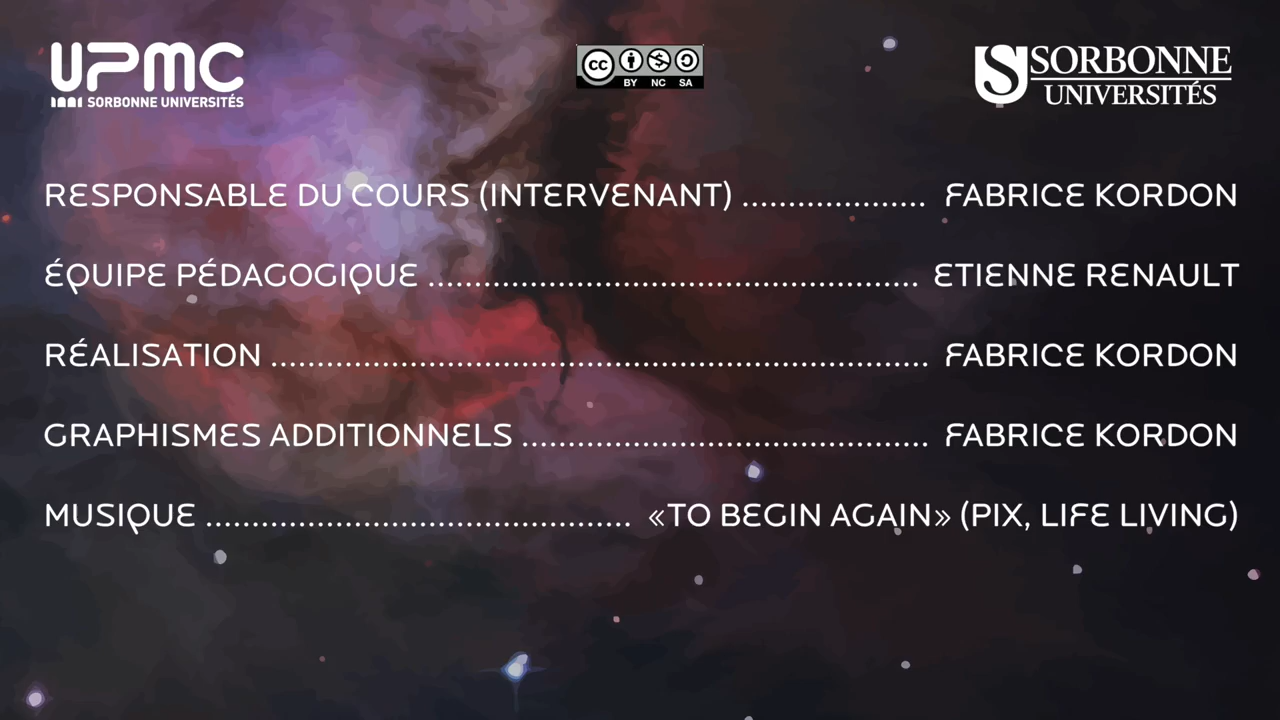 UPMC
SORBONNE UNIVERSITÉS
cc
BY NC SA
SORBONNE
UNIVERSITÉS
RESPONSABLE DU COURS (INTERVENANT) .................... FABRICE KORDON
ÉQUIPE PÉDAGOGIQUE ..................................................... ETIENNE RENAULT
RÉALISATION ....................................................................... FABRICE KORDON
GRAPHISMES ADDITIONNELS ............................................ FABRICE KORDON
MUSIQUE .............................................. «TO BEGIN AGAIN» (PIX, LIFE LIVING)